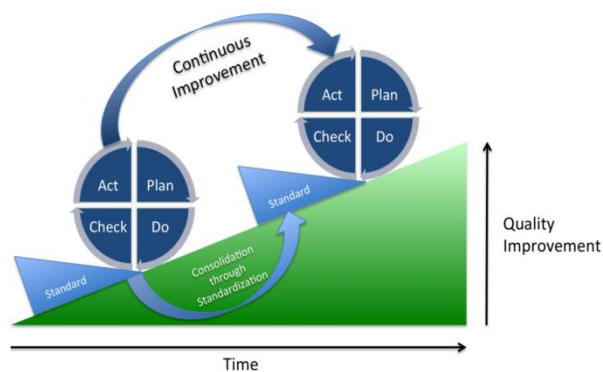 Continuous
Improvement
Act
Plan
Check
Do
Standard
Act
Plan
Check
Do
Standard
Consolidation
through
Standardization
Quality
Improvement
Time